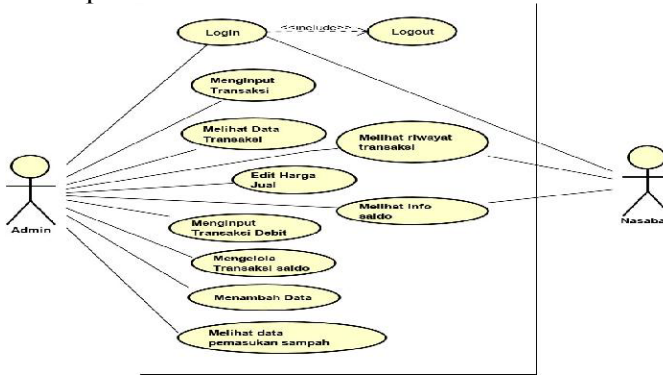 Login
<<include>>
Logout
Menginput
Transaksi
Melihat Data
Transaksi
Melihat riwayat
transaksi
Edit Harga
Jual
Melihat info
saldo
Admin
Nasaba
Menginput
Transaksi Debit
Mengelola
Transaksi saldo
Menambah Data
Melihat data
pemasukan sampah